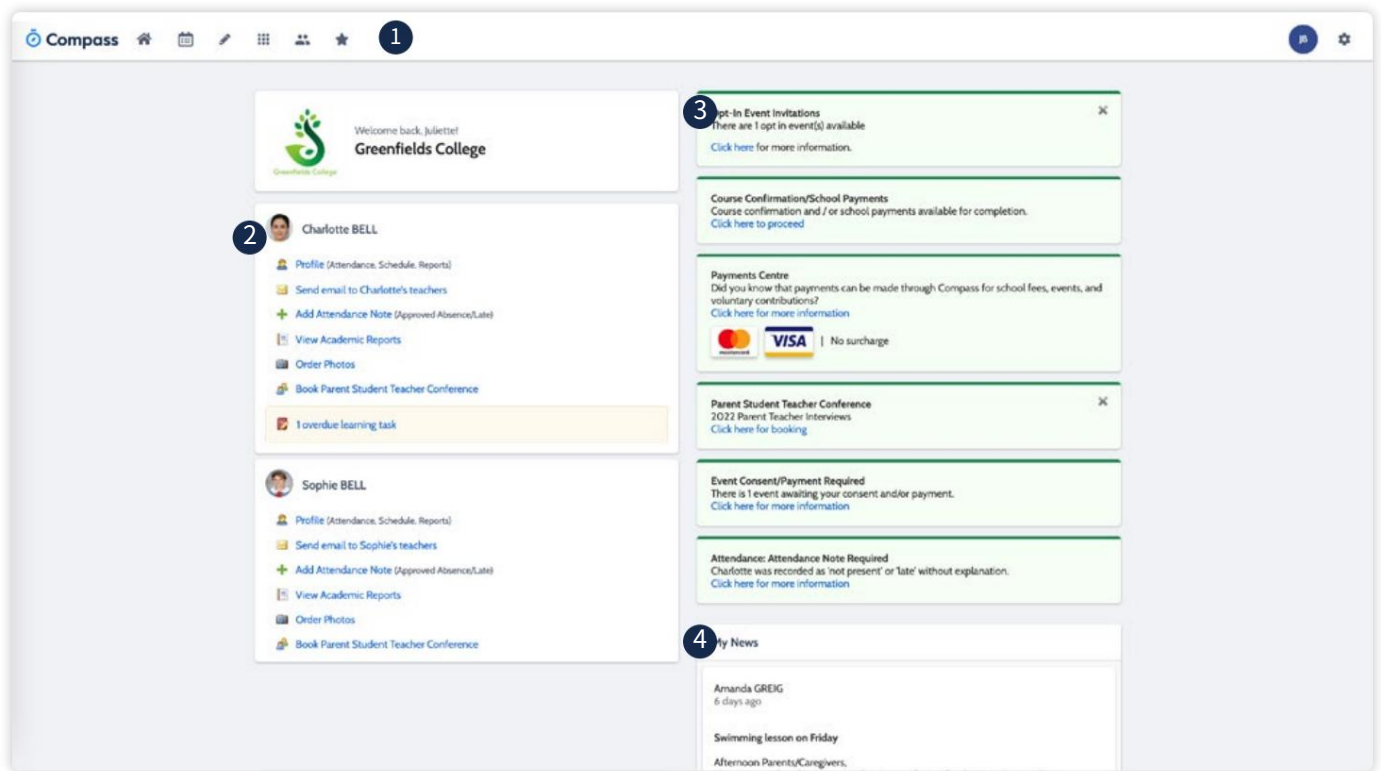 Compass
1
JB
Welcome back, Juliette!
Greenfields College
Greenfields College
2
Charlotte BELL
Profile (Attendance, Schedule, Reports)
Send email to Charlotte's teachers
Add Attendance Note (Approved Absence/Late)
View Academic Reports
Order Photos
Book Parent Student Teacher Conference
1 overdue learning task
Sophie BELL
Profile (Attendance, Schedule, Reports)
Send email to Sophie's teachers
Add Attendance Note (Approved Absence/Late)
View Academic Reports
Order Photos
Book Parent Student Teacher Conference
3
pt-In Event Invitations
There are 1 opt in event(s) available
Click here for more information.
Course Confirmation/School Payments
Course confirmation and / or school payments available for completion.
Click here to proceed
Payments Centre
Did you know that payments can be made through Compass for school fees, events, and
voluntary contributions?
Click here for more information
mastercard VISA | No surcharge
Parent Student Teacher Conference
2022 Parent Teacher Interviews
Click here for booking
Event Consent/Payment Required
There is 1 event awaiting your consent and/or payment.
Click here for more information
Attendance: Attendance Note Required
Charlotte was recorded as 'not present' or 'late' without explanation.
Click here for more information
4
My News
Amanda GREIG
6 days ago
Swimming lesson on Friday
Afternoon Parents/Caregivers,